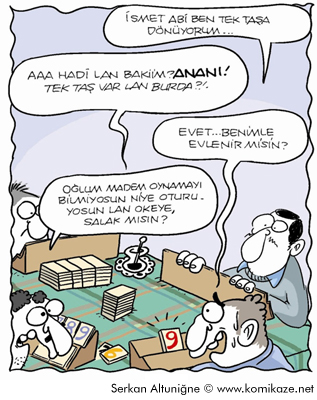 İSMET ABİ BEN TEK TAŞA
DÖNÜYORUM...
AAA HADİ LAN BAKİİM? ANANI!
TEK TAŞ VAR LAN BURDA?!.
EVET...BENİMLE
EVLENİR MİSİN?
OĞLUM MADEM OYNAMAYI
BİLMİYOSUN NİYE OTURU-
YOSUN LAN OKEYE,
SALAK MISIN?
9
Serkan Altuniğne © www.komikaze.net